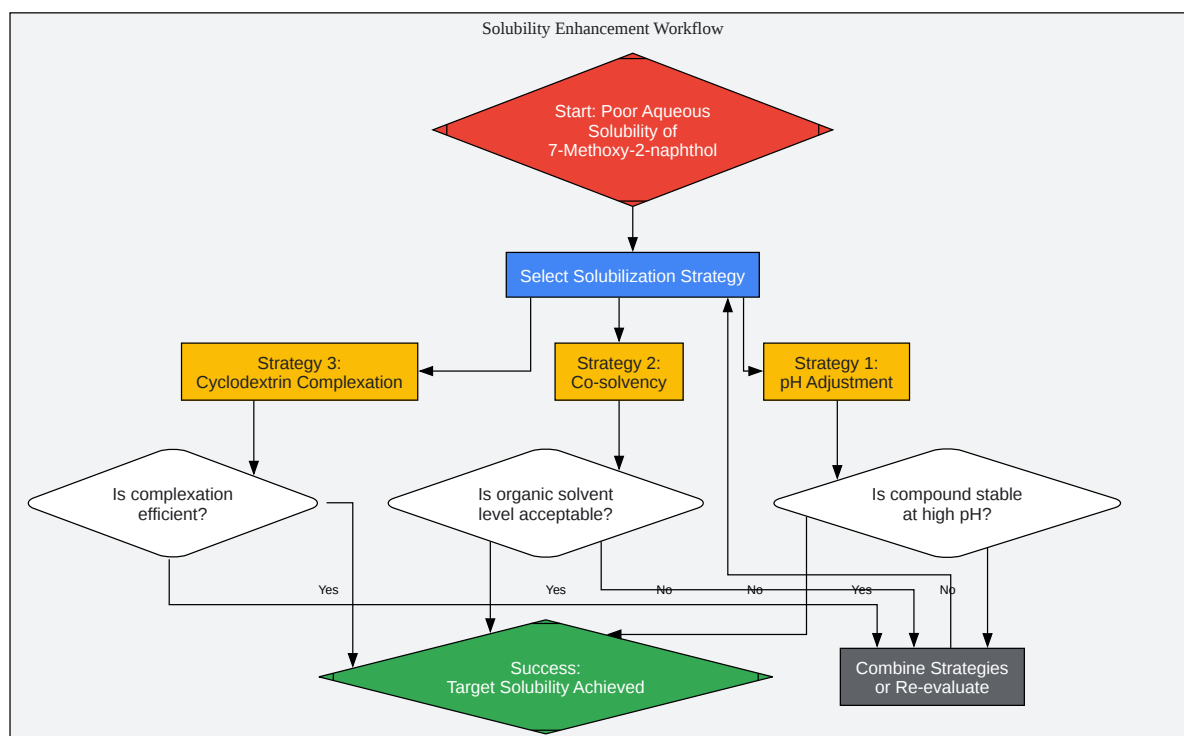 Solubility Enhancement Workflow
Start: Poor Aqueous
Solubility of
7-Methoxy-2-naphthol
Select Solubilization Strategy
Strategy 3:
Cyclodextrin Complexation
Strategy 2:
Co-solvency
Strategy 1:
pH Adjustment
Is complexation
efficient?
Is organic solvent
level acceptable?
Is compound stable
at high pH?
Yes
Yes
No
No
Yes
No
Success:
Target Solubility Achieved
Combine Strategies
or Re-evaluate